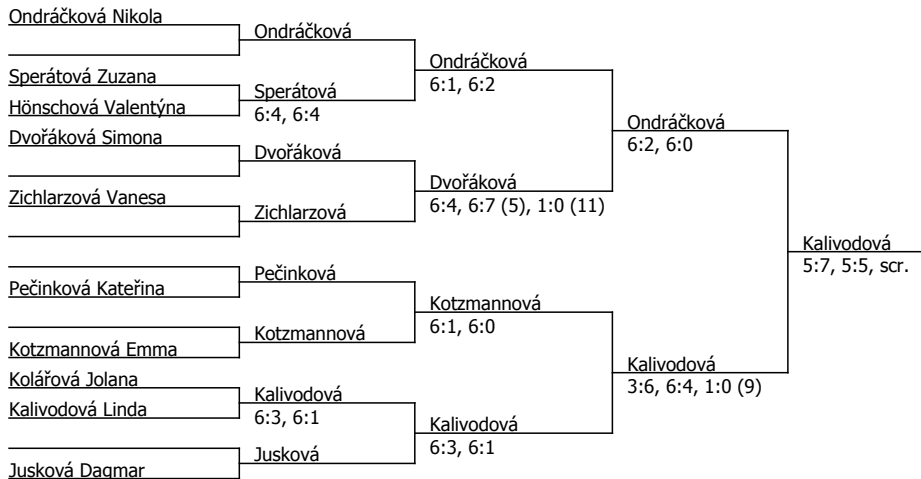 Ondráčková Nikola
Ondráčková
Ondráčková
6:1, 6:2
Sperátová Zuzana
Sperátová
6:4, 6:4
Hönschová Valentýna
Ondráčková
6:2, 6:0
Dvořáková Simona
Dvořáková
Dvořáková
6:4, 6:7 (5), 1:0 (11)
Zichlarzová Vanesa
Zichlarzová
Kalivodová
5:7, 5:5, scr.
Pečinková
Pečinková Kateřina
Kotzmannová
6:1, 6:0
Kotzmannová
Kotzmannová Emma
Kalivodová
3:6, 6:4, 1:0 (9)
Kolářová Jolana
Kalivodová
6:3, 6:1
Kalivodová Linda
Kalivodová
6:3, 6:1
Jusková
Jusková Dagmar